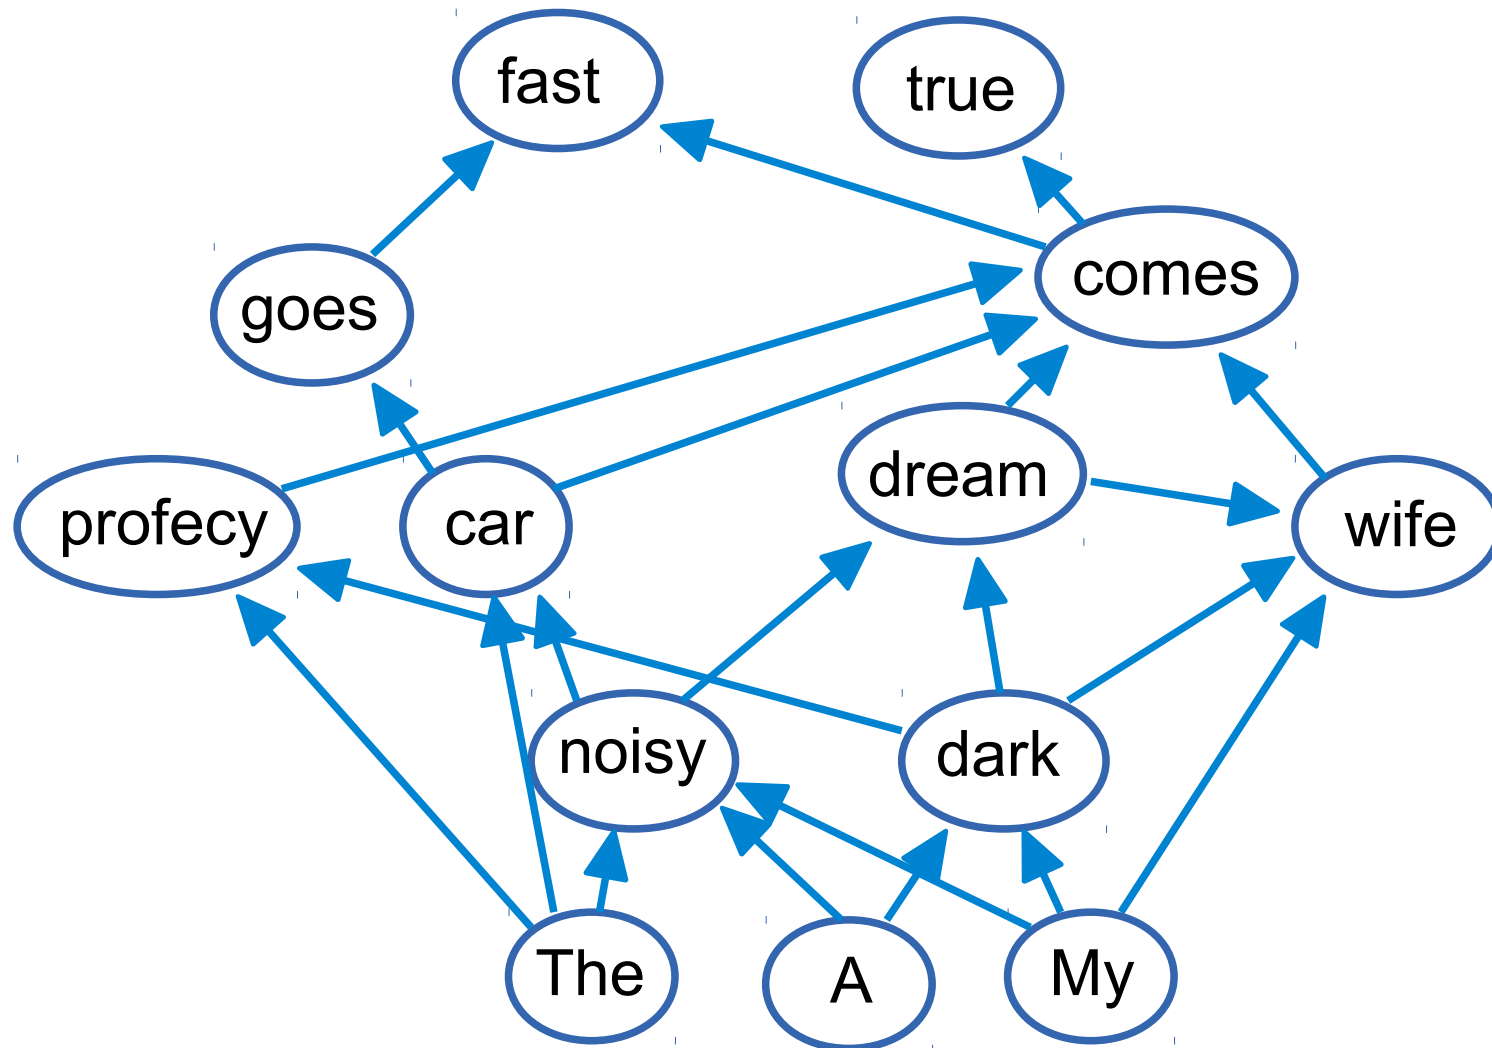 fast
true
comes
goes
dream
profecy
car
wife
noisy
dark
The
A
My